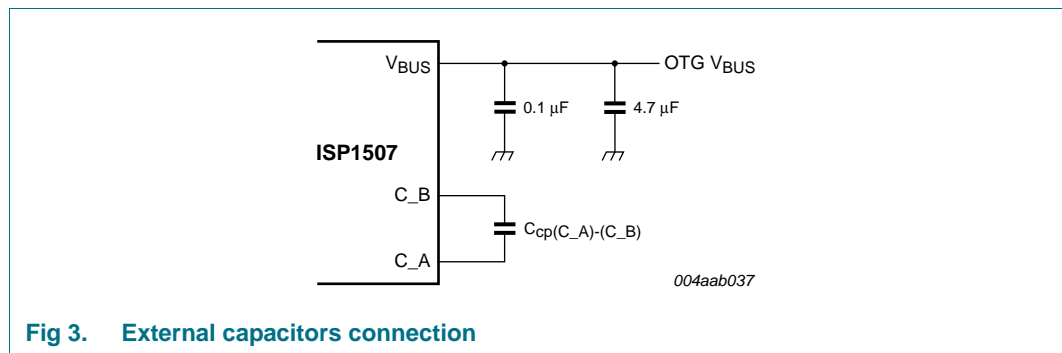 VBUS
OTG VBUS
0.1 μF
4.7 μF
ISP1507
C_B
Ccp(C_A)-(C_B)
C_A
004aab037
Fig 3. External capacitors connection